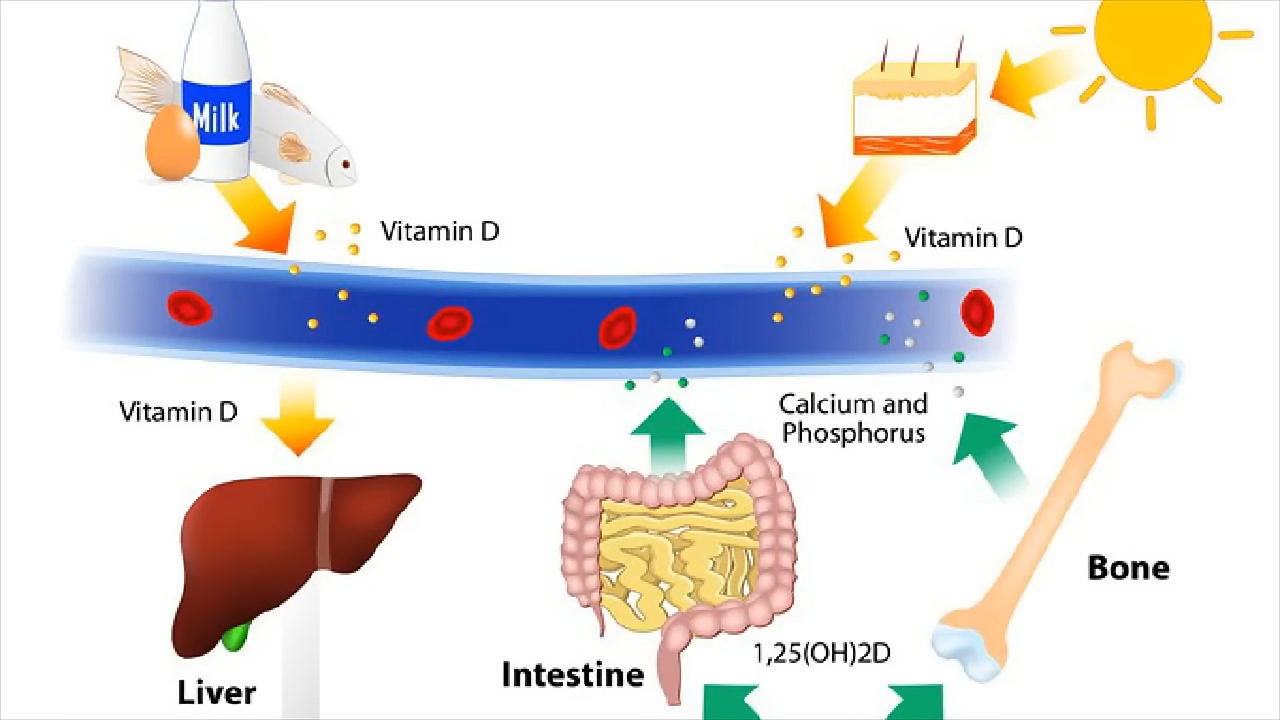 Milk
Vitamin D
Vitamin D
Vitamin D
Calcium and
Phosphorus
Bone
1,25(OH)2D
Intestine
Liver